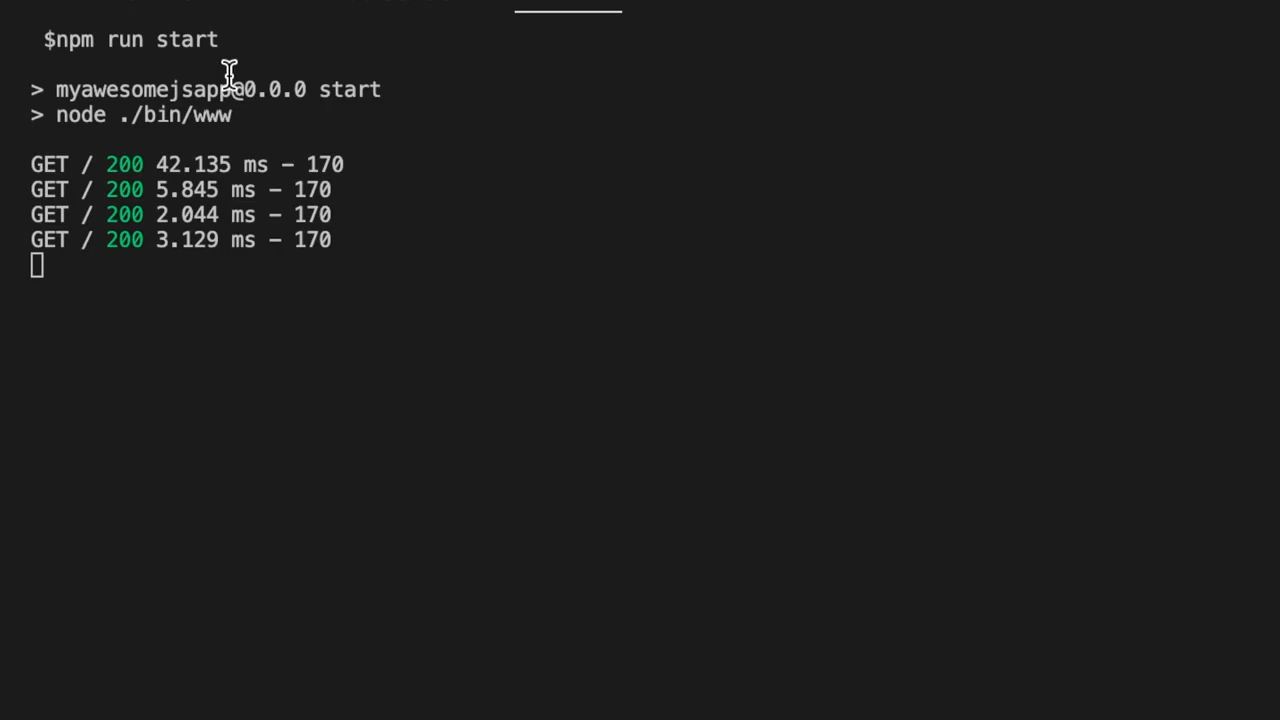 $npm run start
> myawesomejsapp@0.0.0 start
> node ./bin/www
GET / 200 42.135 ms - 170
GET / 200 5.845 ms - 170
GET / 200 2.044 ms - 170
GET / 200 3.129 ms - 170